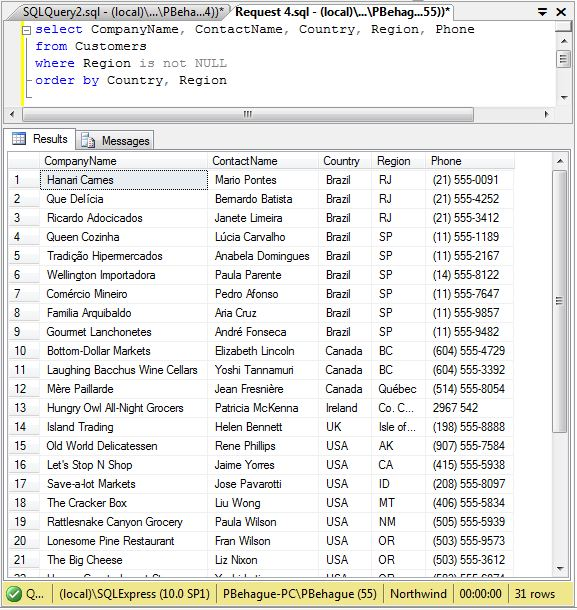 SQLQuery2.sql - (local)\...\PBeha...4))* Request 4.sql - (local)\...\PBehag...55))*
select CompanyName, ContactName, Country, Region, Phone
from Customers
where Region is not NULL
order by Country, Region
Results Messages
CompanyName ContactName Country Region Phone
1 Hanari Carnes Mario Pontes Brazil RJ (21) 555-0091
2 Que Delícia Bernardo Batista Brazil RJ (21) 555-4252
3 Ricardo Adocicados Janete Limeira Brazil RJ (21) 555-3412
4 Queen Cozinha Lúcia Carvalho Brazil SP (11) 555-1189
5 Tradição Hipermercados Anabela Domingues Brazil SP (11) 555-2167
6 Wellington Importadora Paula Parente Brazil SP (14) 555-8122
7 Comércio Mineiro Pedro Afonso Brazil SP (11) 555-7647
8 Familia Arquibaldo Aria Cruz Brazil SP (11) 555-9857
9 Gourmet Lanchonetes André Fonseca Brazil SP (11) 555-9482
10 Bottom-Dollar Markets Elizabeth Lincoln Canada BC (604) 555-4729
11 Laughing Bacchus Wine Cellars Yoshi Tannamuri Canada BC (604) 555-3392
12 Mère Paillarde Jean Fresnière Canada Québec (514) 555-8054
13 Hungry Owl All-Night Grocers Patricia McKenna Ireland Co. C... 2967 542
14 Island Trading Helen Bennett UK Isle of... (198) 555-8888
15 Old World Delicatessen Rene Phillips USA AK (907) 555-7584
16 Let's Stop N Shop Jaime Yorres USA CA (415) 555-5938
17 Save-a-lot Markets Jose Pavarotti USA ID (208) 555-8097
18 The Cracker Box Liu Wong USA MT (406) 555-5834
19 Rattlesnake Canyon Grocery Paula Wilson USA NM (505) 555-5939
20 Lonesome Pine Restaurant Fran Wilson USA OR (503) 555-9573
21 The Big Cheese Liz Nixon USA OR (503) 555-3612
Q... (local)\SQLExpress (10.0 SP1) PBehague-PC\PBehague (55) Northwind 00:00:00 31 rows